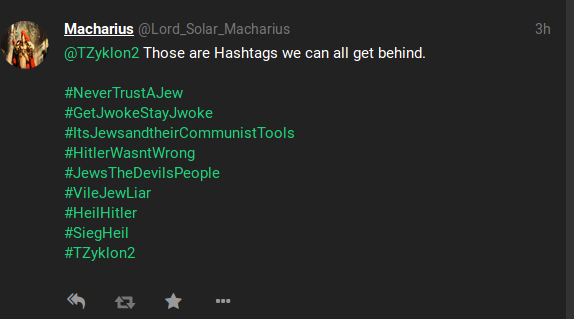 Macharius @Lord_Solar_Macharius 3h
@TZyklon2 Those are Hashtags we can all get behind.
#NeverTrustAJew
#GetJwokeStayJwoke
#ItsJewsandtheirCommunistTools
#HitlerWasntWrong
#JewsTheDevilsPeople
#VileJewLiar
#HeilHitler
#SiegHeil
#TZyklon2